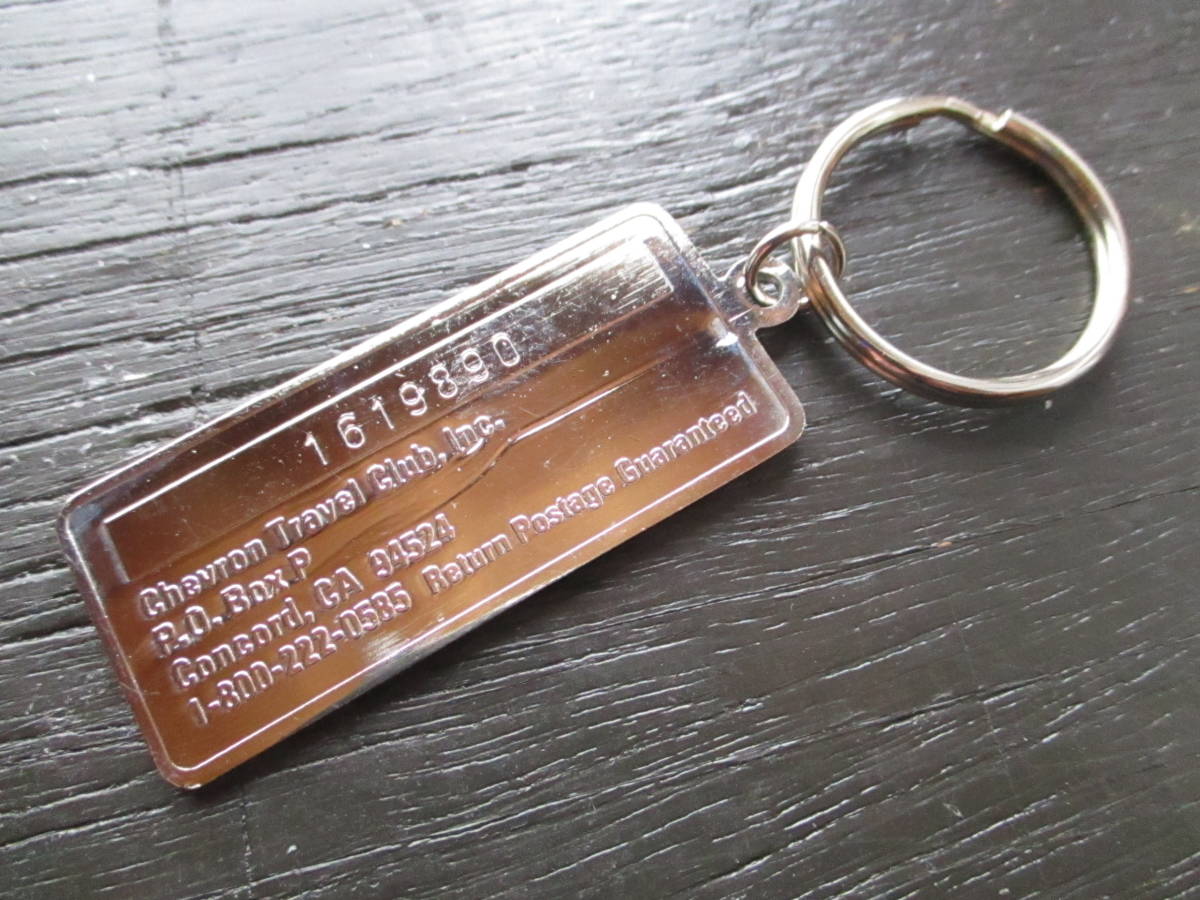 1619890
Chevron Travel Club, Inc.
P.O. Box P
Concord, CA 94524
1-800-222-0585 Return Postage Guaranteed